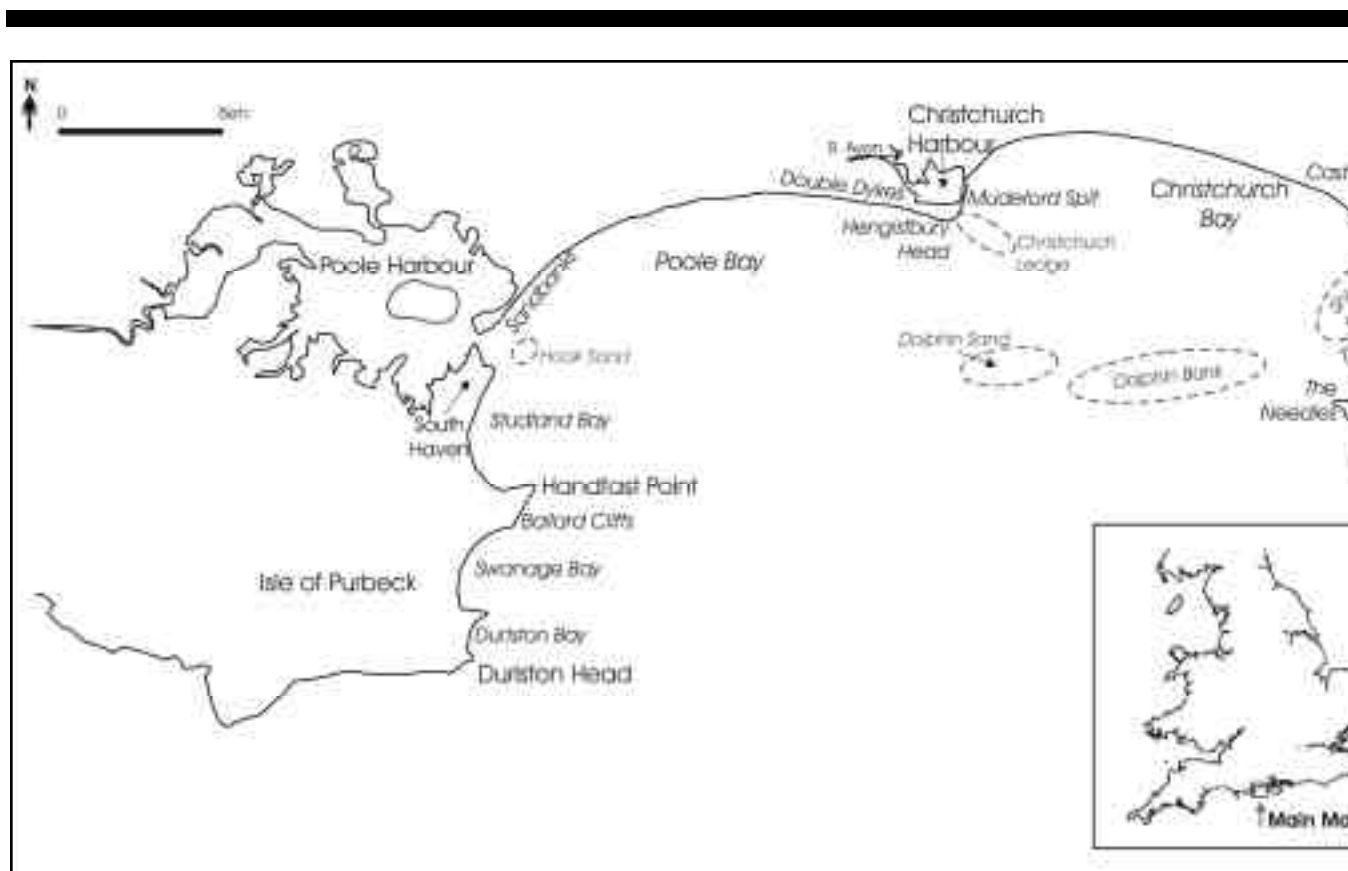 N
0
Christchurch
Harbour
R. Avon
Double Dykes
Mudeford Spit
Christchurch
Bay
Hengistbury
Head
Christchuch
Ledge
Poole Harbour
Sandbanks
Poole Bay
Hook Sand
Dolphin Sand
Dolphin Bank
The
Needles
South
Haven
Studland Bay
Handfast Point
Ballard Cliffs
Swanage Bay
Isle of Purbeck
Durlston Bay
Durlston Head
Main